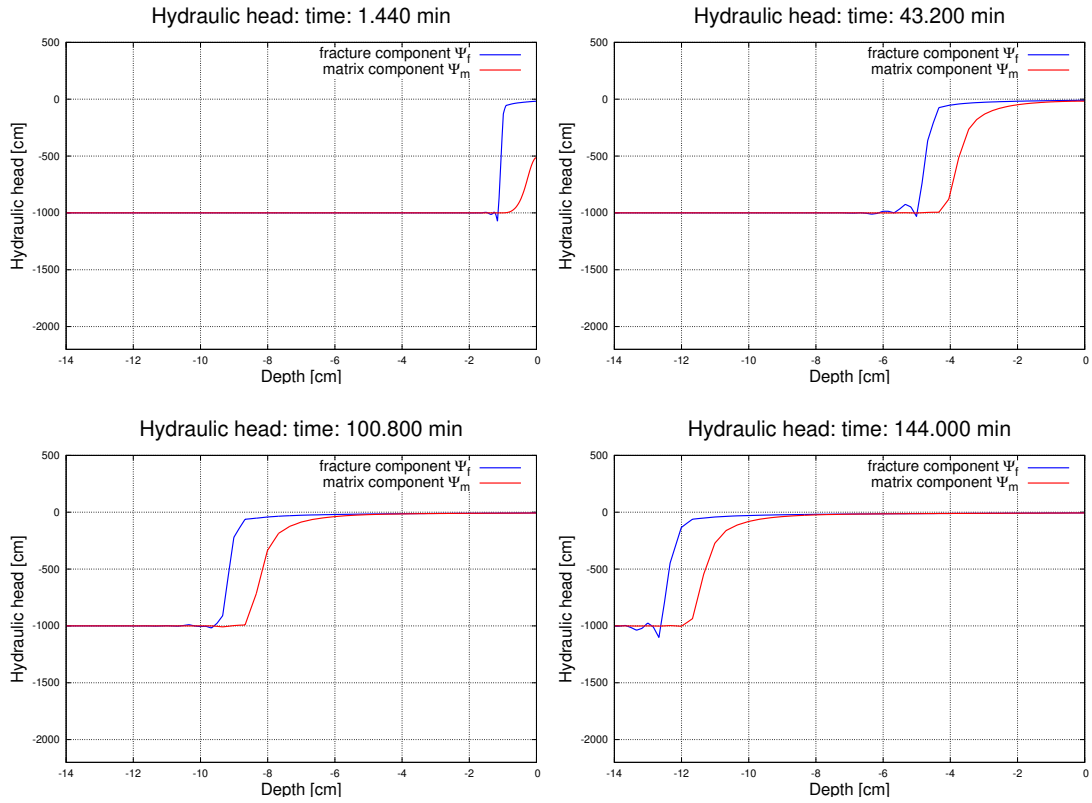 Hydraulic head: time: 1.440 min
500
0
-500
-1000
-1500
-2000
Hydraulic head [cm]
fracture component Ψf
matrix component Ψm
-14 -12 -10 -8 -6 -4 -2 0
Depth [cm]
Hydraulic head: time: 43.200 min
500
0
-500
-1000
-1500
-2000
Hydraulic head [cm]
fracture component Ψf
matrix component Ψm
-14 -12 -10 -8 -6 -4 -2 0
Depth [cm]
Hydraulic head: time: 100.800 min
500
0
-500
-1000
-1500
-2000
Hydraulic head [cm]
fracture component Ψf
matrix component Ψm
-14 -12 -10 -8 -6 -4 -2 0
Depth [cm]
Hydraulic head: time: 144.000 min
500
0
-500
-1000
-1500
-2000
Hydraulic head [cm]
fracture component Ψf
matrix component Ψm
-14 -12 -10 -8 -6 -4 -2 0
Depth [cm]